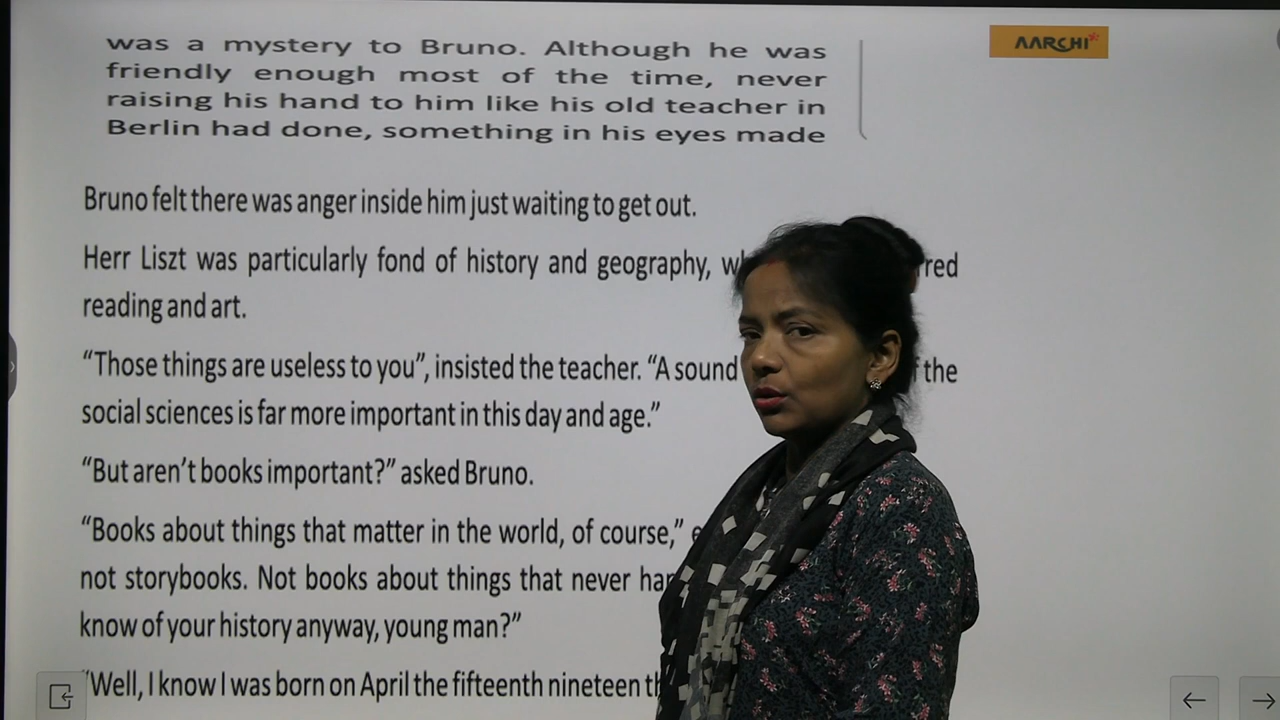 was a mystery to Bruno. Although he was
AARCHI
friendly enough most of the time, never
raising his hand to him like his old teacher in
Berlin had done, something in his eyes made
Bruno felt there was anger inside him just waiting to get out.
Herr Liszt was particularly fond of history and geography, red
reading and art.
“Those things are useless to you”, insisted the teacher. “A sound the
social sciences is far more important in this day and age.”
“But aren’t books important?” asked Bruno.
“Books about things that matter in the world, of course,”
not storybooks. Not books about things that never
know of your history anyway, young man?”
“Well, I know I was born on April the fifteenth nineteen